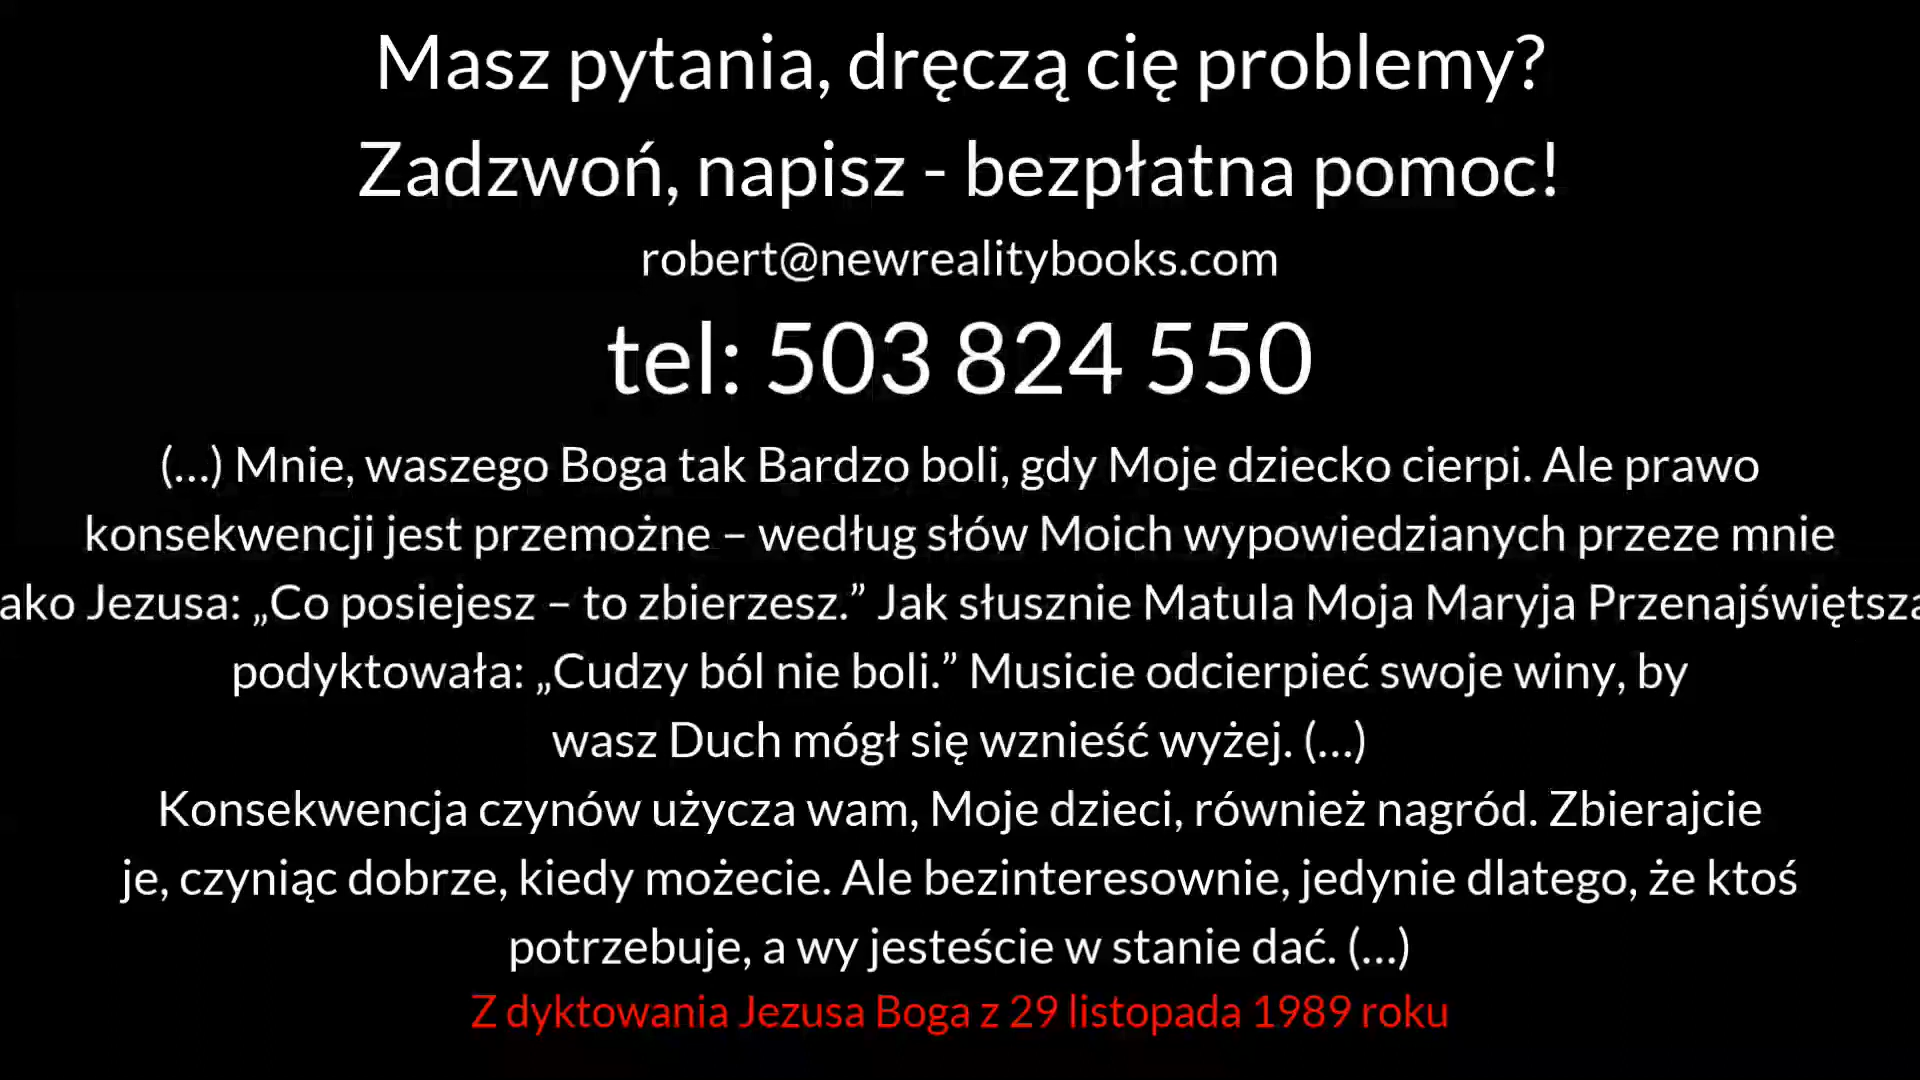 Masz pytania, dręczą cię problemy?
Zadzwoń, napisz - bezpłatna pomoc!
robert@newrealitybooks.com
tel: 503 824 550
(...) Mnie, waszego Boga tak Bardzo boli, gdy Moje dziecko cierpi. Ale prawo
konsekwencji jest przemożne – według słów Moich wypowiedzianych przeze mnie
ako Jezusa: „Co posiejesz – to zbierzesz.” Jak słusznie Matula Moja Maryja Przenajświętsza
podyktowała: „Cudzy ból nie boli.” Musicie odcierpieć swoje winy, by
wasz Duch mógł się wznieść wyżej. (...)
Konsekwencja czynów użycza wam, Moje dzieci, również nagród. Zbierajcie
je, czyniąc dobrze, kiedy możecie. Ale bezinteresownie, jedynie dlatego, że ktoś
potrzebuje, a wy jesteście w stanie dać. (...)
Z dyktowania Jezusa Boga z 29 listopada 1989 roku